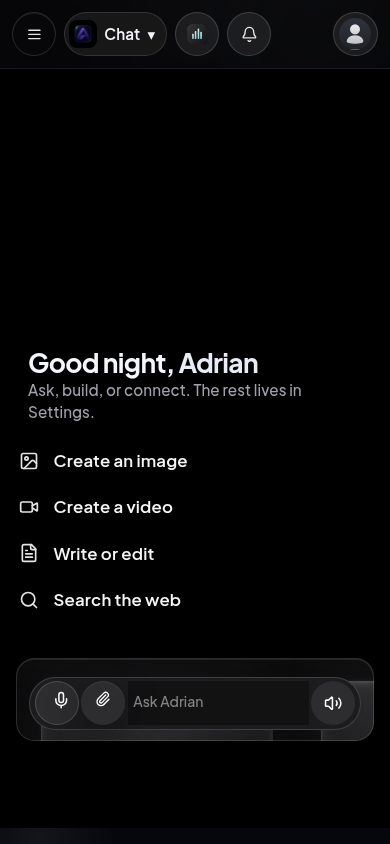 Chat ▾
Good night, Adrian
Ask, build, or connect. The rest lives in
Settings.
Create an image
Create a video
Write or edit
Search the web
Ask Adrian